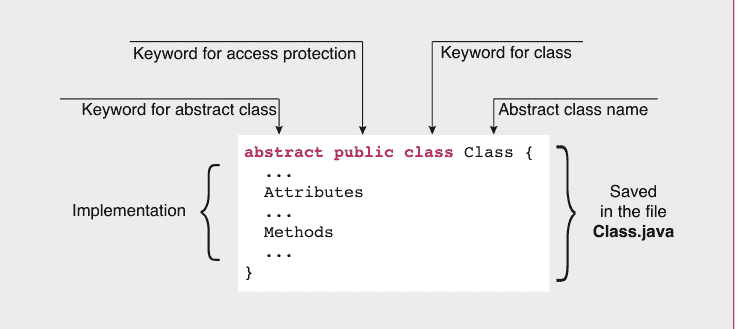 Keyword for access protection
Keyword for class
Keyword for abstract class
Abstract class name
abstract public class Class {
...
Attributes
...
Methods
...
}
Implementation
Saved
in the file
Class.java